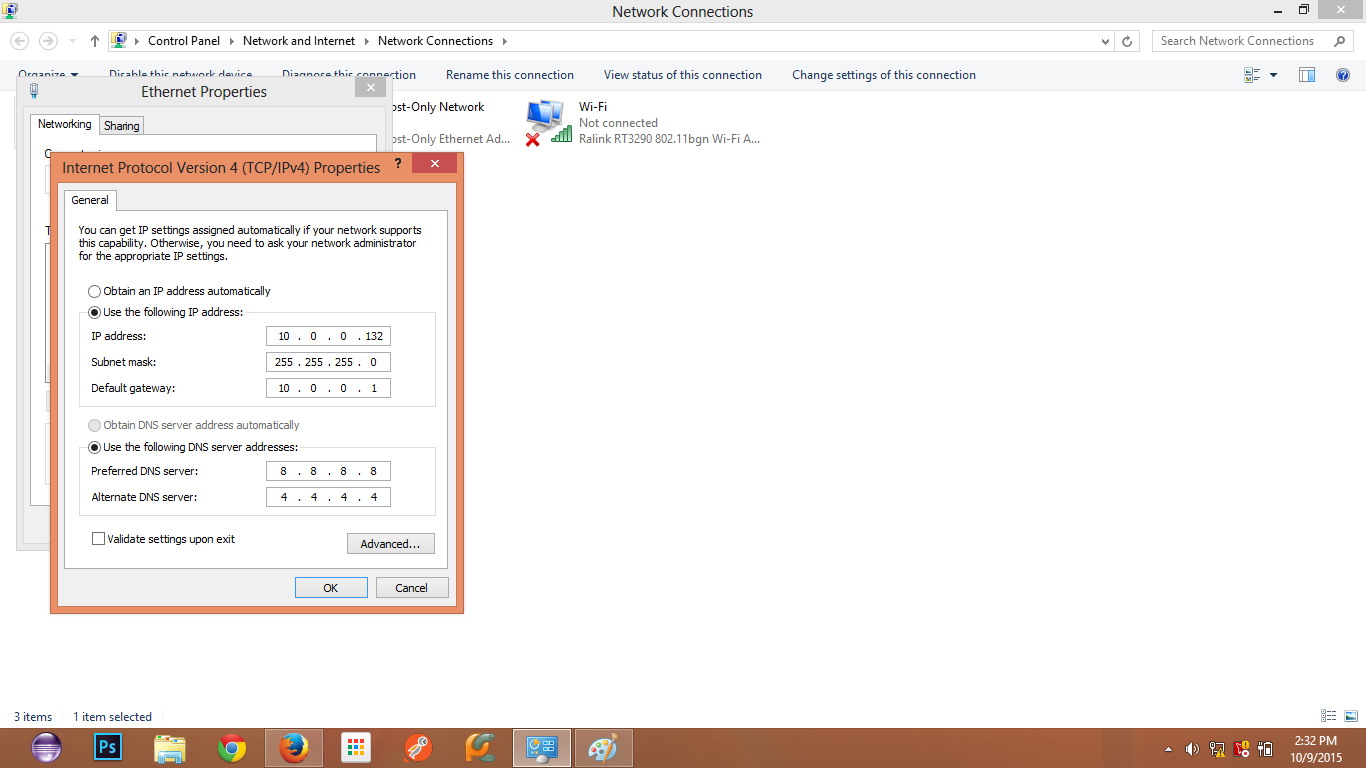 Network Connections
Control Panel
Network and Internet
Network Connections
Search Network Connections
Organize
Disable this network device
Diagnose this connection
Rename this connection
View status of this connection
Change settings of this connection
Ethernet Properties
Networking
Sharing
ost-Only Network
ost-Only Ethernet Ad...
Wi-Fi
Not connected
Ralink RT3290 802.11bgn Wi-Fi A...
Internet Protocol Version 4 (TCP/IPv4) Properties
?
General
You can get IP settings assigned automatically if your network supports
this capability. Otherwise, you need to ask your network administrator
for the appropriate IP settings.
Obtain an IP address automatically
Use the following IP address:
IP address: 10 . 0 . 0 . 132
Subnet mask: 255 . 255 . 255 . 0
Default gateway: 10 . 0 . 0 . 1
Obtain DNS server address automatically
Use the following DNS server addresses:
Preferred DNS server: 8 . 8 . 8 . 8
Alternate DNS server: 4 . 4 . 4 . 4
Validate settings upon exit
Advanced...
OK
Cancel
3 items
1 item selected
Ps
2:32 PM
10/9/2015